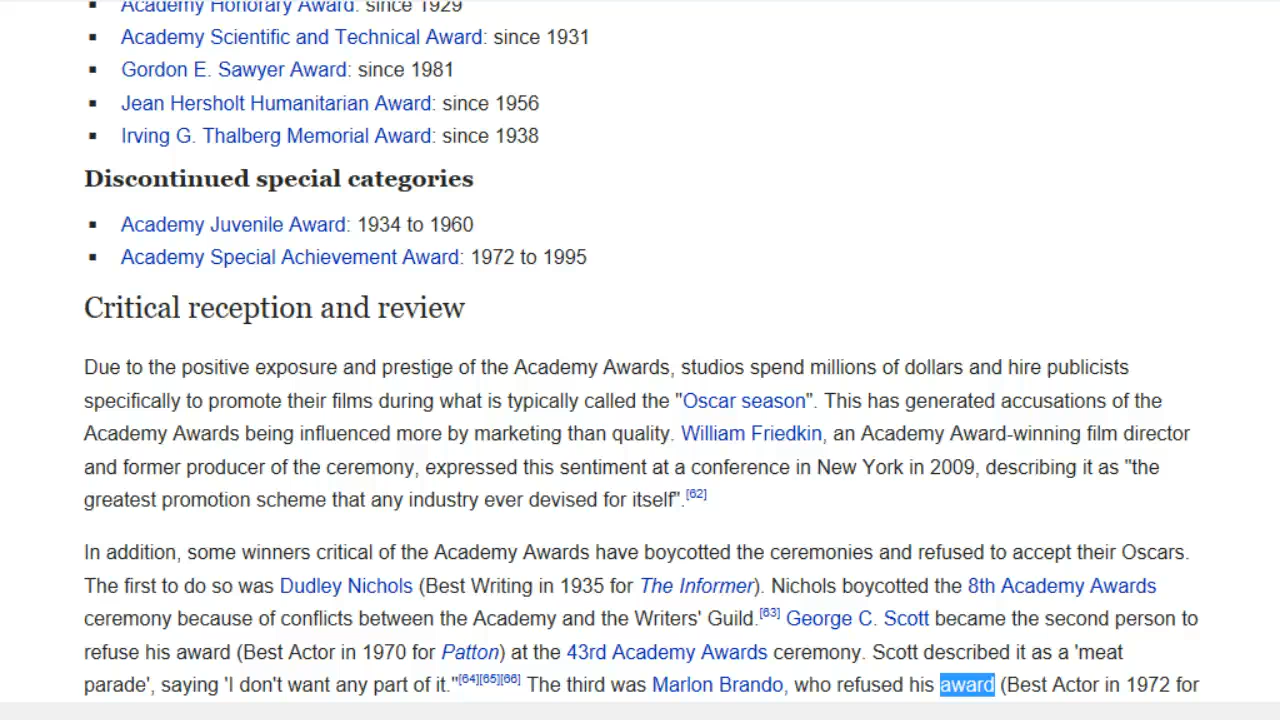 Academy Honorary Award: since 1929
Academy Scientific and Technical Award: since 1931
Gordon E. Sawyer Award: since 1981
Jean Hersholt Humanitarian Award: since 1956
Irving G. Thalberg Memorial Award: since 1938
Discontinued special categories
Academy Juvenile Award: 1934 to 1960
Academy Special Achievement Award: 1972 to 1995
Critical reception and review
Due to the positive exposure and prestige of the Academy Awards, studios spend millions of dollars and hire publicists
specifically to promote their films during what is typically called the "Oscar season". This has generated accusations of the
Academy Awards being influenced more by marketing than quality. William Friedkin, an Academy Award-winning film director
and former producer of the ceremony, expressed this sentiment at a conference in New York in 2009, describing it as "the
greatest promotion scheme that any industry ever devised for itself".[62]
In addition, some winners critical of the Academy Awards have boycotted the ceremonies and refused to accept their Oscars.
The first to do so was Dudley Nichols (Best Writing in 1935 for The Informer). Nichols boycotted the 8th Academy Awards
ceremony because of conflicts between the Academy and the Writers' Guild.[63] George C. Scott became the second person to
refuse his award (Best Actor in 1970 for Patton) at the 43rd Academy Awards ceremony. Scott described it as a 'meat
parade', saying 'I don't want any part of it."[64][65][66] The third was Marlon Brando, who refused his award (Best Actor in 1972 for